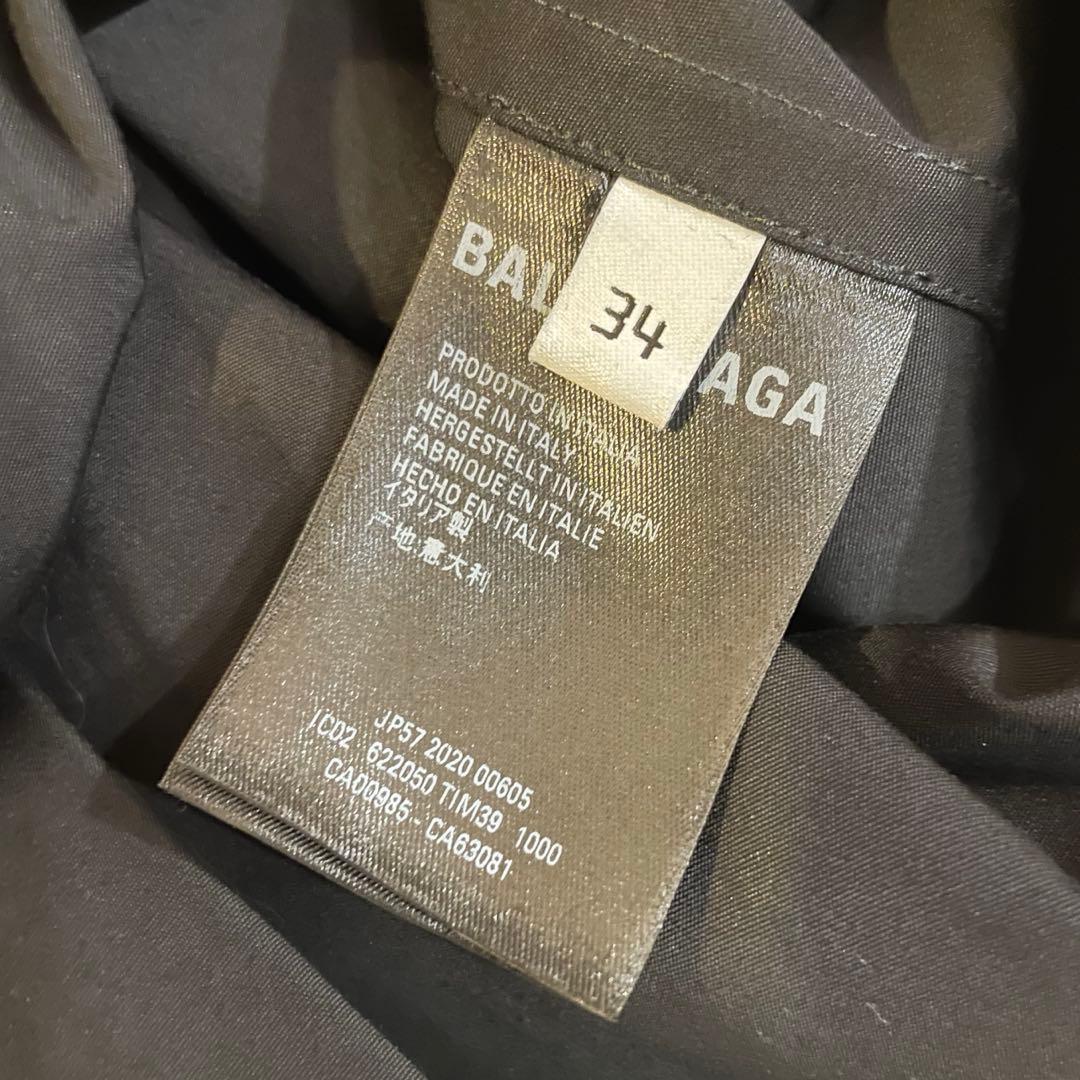 BAL AGA
34
PRODOTTO IN ITALIA
MADE IN ITALY
HERGESTELLT IN ITALIEN
FABRIQUE EN ITALIE
HECHO EN ITALIA
イタリア製
产地:意大利
JP57 2020 00605
1C02 622050 TIM39 1000
CA00985 - CA63081